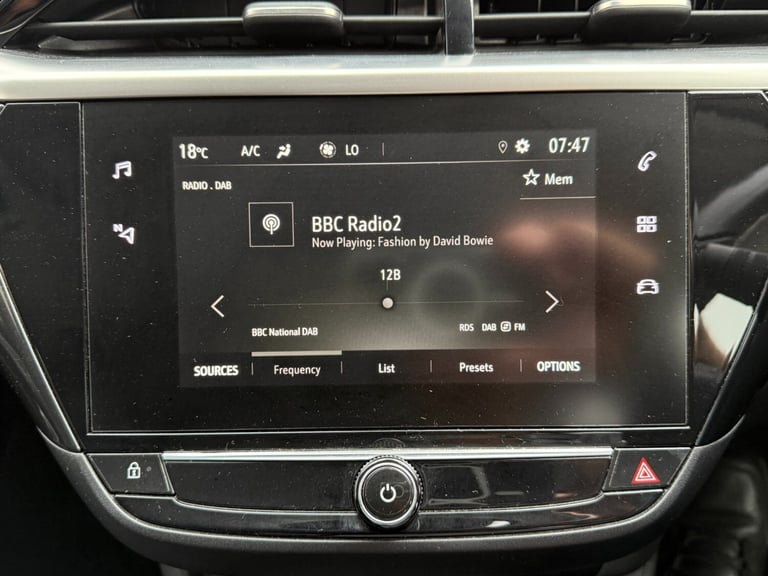 18°C A/C LO 07:47
RADIO . DAB
Mem
BBC Radio2
Now Playing: Fashion by David Bowie
12B
BBC National DAB RDS DAB FM
SOURCES Frequency List Presets OPTIONS
N